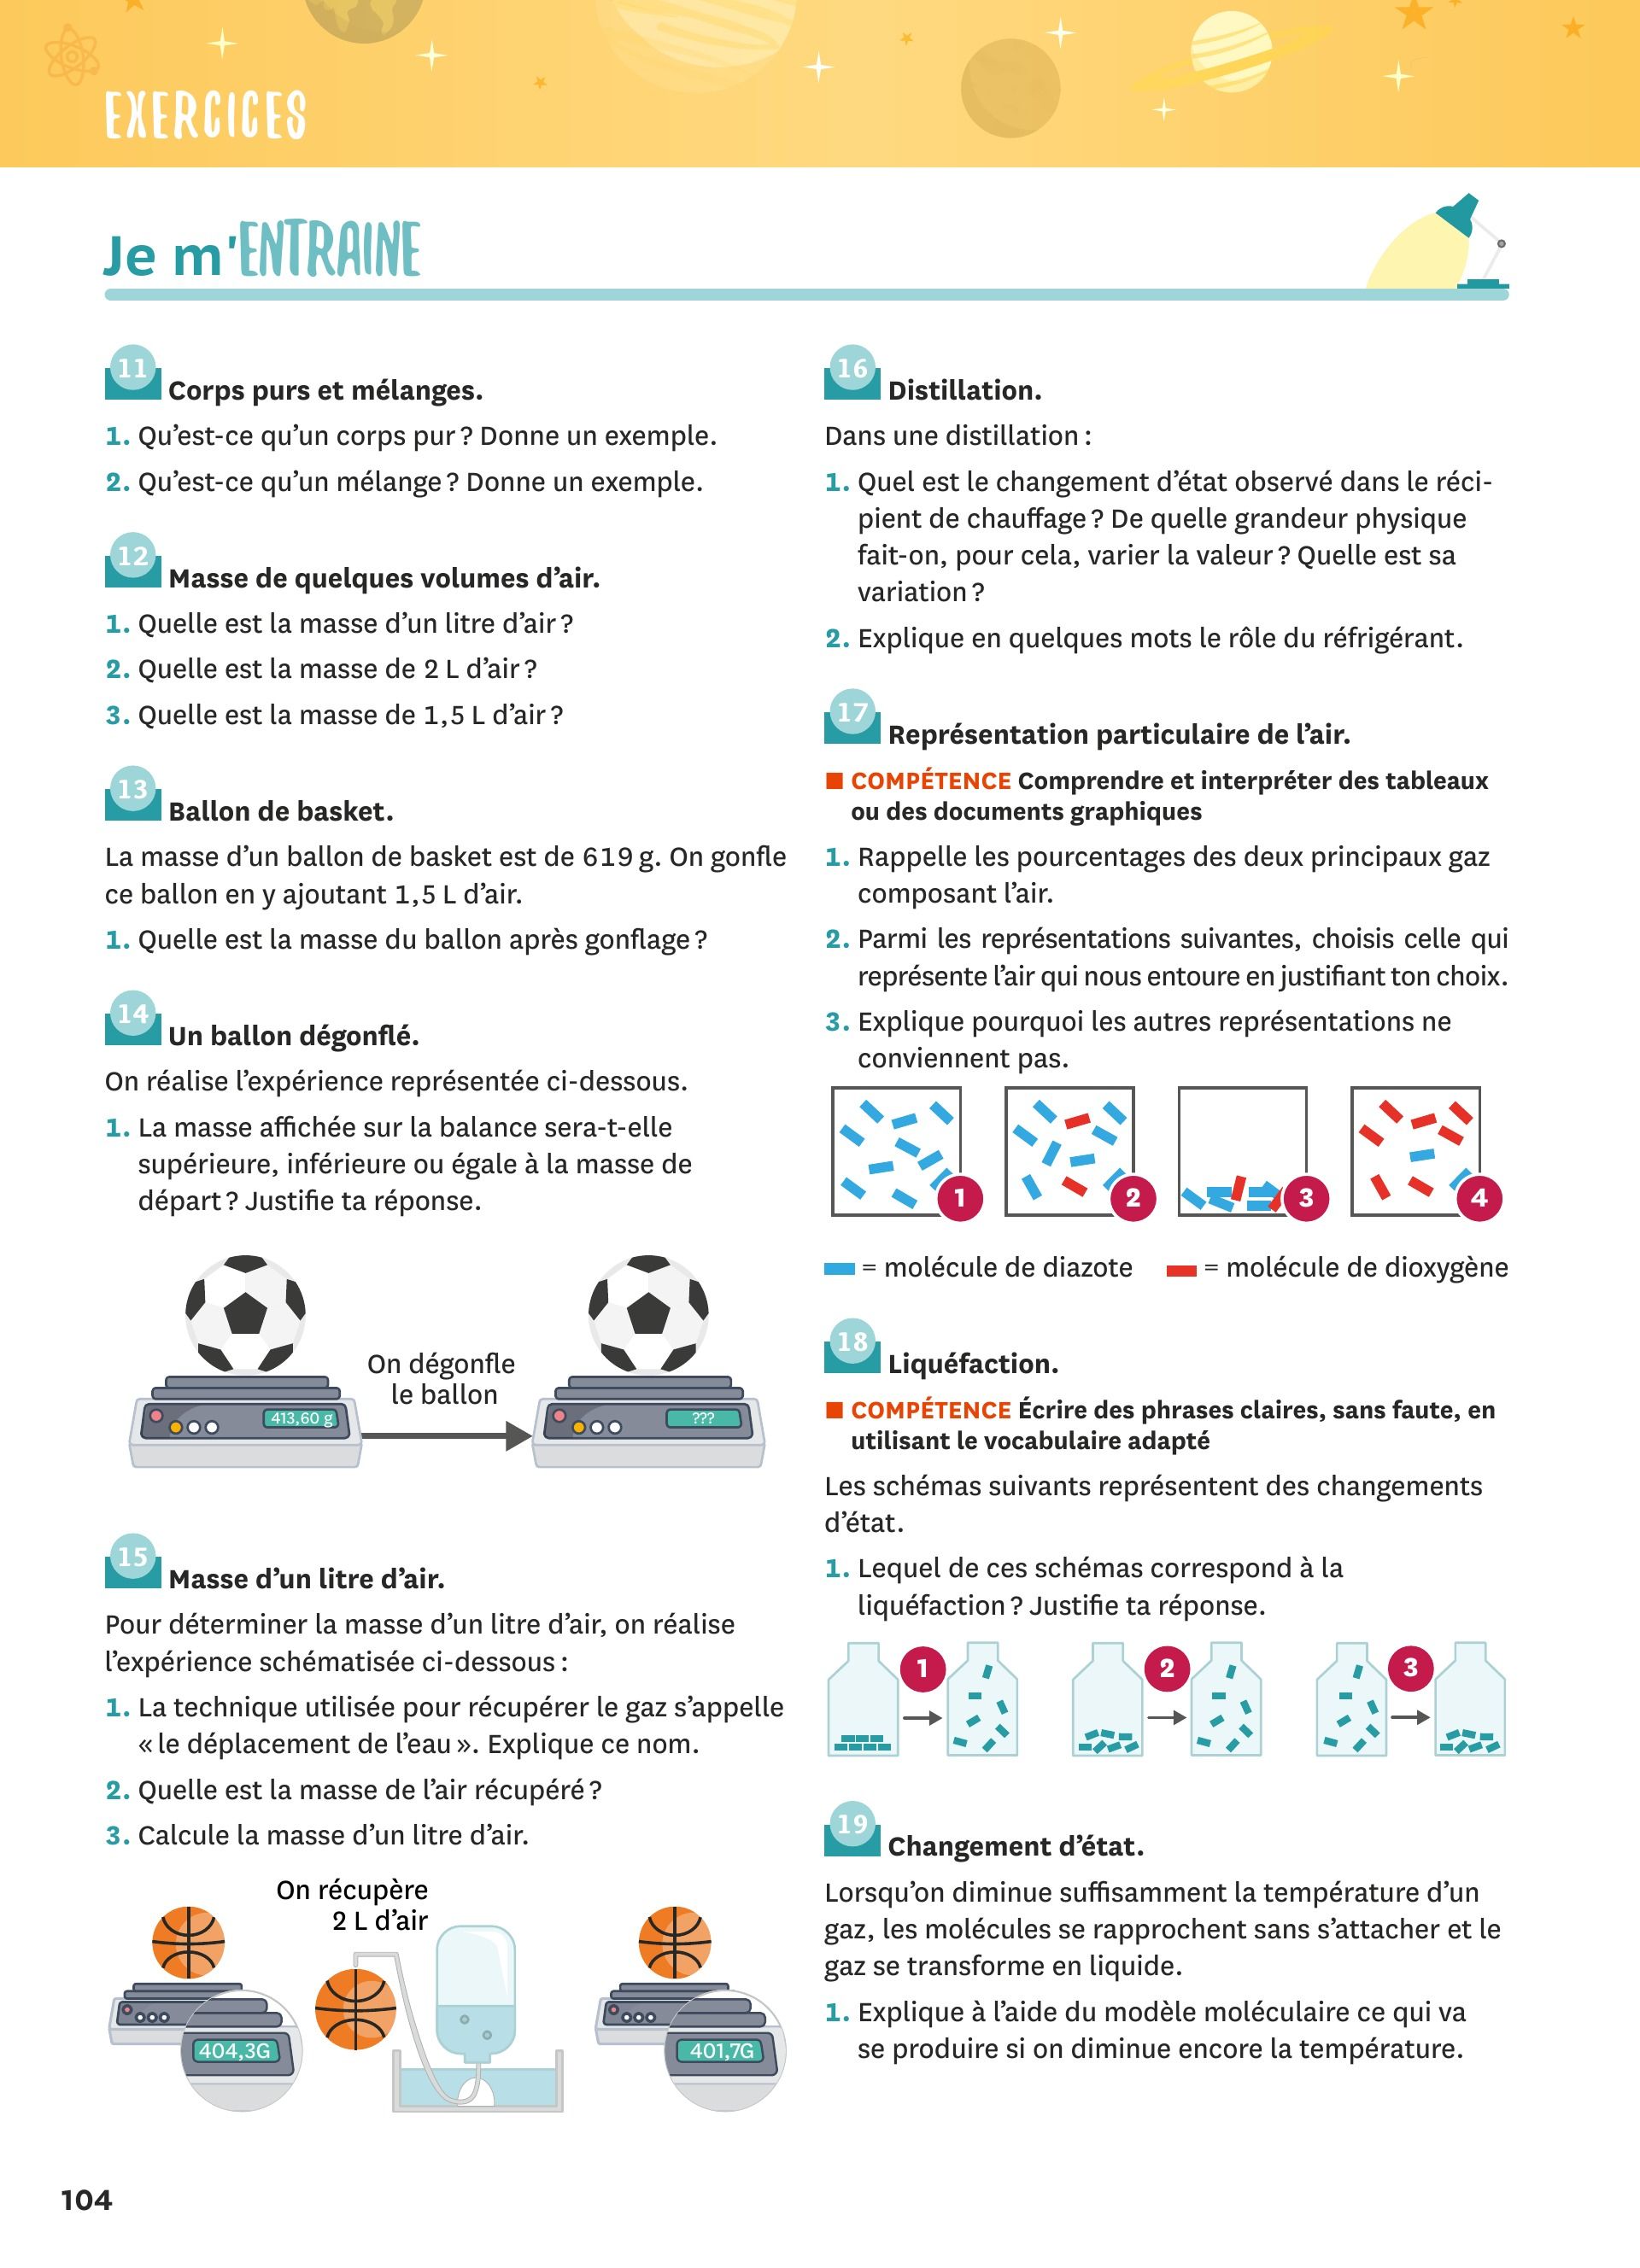 EXERCICES
Je m'ENTRAINE
11 Corps purs et mélanges.
1. Qu'est-ce qu'un corps pur ? Donne un exemple.
2. Qu'est-ce qu'un mélange ? Donne un exemple.
12 Masse de quelques volumes d'air.
1. Quelle est la masse d'un litre d'air ?
2. Quelle est la masse de 2 L d'air ?
3. Quelle est la masse de 1,5 L d'air ?
13 Ballon de basket.
La masse d'un ballon de basket est de 619 g. On gonfle
ce ballon en y ajoutant 1,5 L d'air.
1. Quelle est la masse du ballon après gonflage ?
14 Un ballon dégonflé.
On réalise l'expérience représentée ci-dessous.
1. La masse affichée sur la balance sera-t-elle
supérieure, inférieure ou égale à la masse de
départ ? Justifie ta réponse.
On dégonfle
le ballon
413,60 g
???
15 Masse d'un litre d'air.
Pour déterminer la masse d'un litre d'air, on réalise
l'expérience schématisée ci-dessous :
1. La technique utilisée pour récupérer le gaz s'appelle
« le déplacement de l'eau ». Explique ce nom.
2. Quelle est la masse de l'air récupéré ?
3. Calcule la masse d'un litre d'air.
On récupère
2 L d'air
404,3G
401,7G
16 Distillation.
Dans une distillation :
1. Quel est le changement d'état observé dans le réci-
pient de chauffage ? De quelle grandeur physique
fait-on, pour cela, varier la valeur ? Quelle est sa
variation ?
2. Explique en quelques mots le rôle du réfrigérant.
17 Représentation particulaire de l'air.
COMPÉTENCE Comprendre et interpréter des tableaux
ou des documents graphiques
1. Rappelle les pourcentages des deux principaux gaz
composant l'air.
2. Parmi les représentations suivantes, choisis celle qui
représente l'air qui nous entoure en justifiant ton choix.
3. Explique pourquoi les autres représentations ne
conviennent pas.
1 2 3 4
= molécule de diazote = molécule de dioxygène
18 Liquéfaction.
COMPÉTENCE Écrire des phrases claires, sans faute, en
utilisant le vocabulaire adapté
Les schémas suivants représentent des changements
d'état.
1. Lequel de ces schémas correspond à la
liquéfaction ? Justifie ta réponse.
1 2 3
19 Changement d'état.
Lorsqu'on diminue suffisamment la température d'un
gaz, les molécules se rapprochent sans s'attacher et le
gaz se transforme en liquide.
1. Explique à l'aide du modèle moléculaire ce qui va
se produire si on diminue encore la température.
104